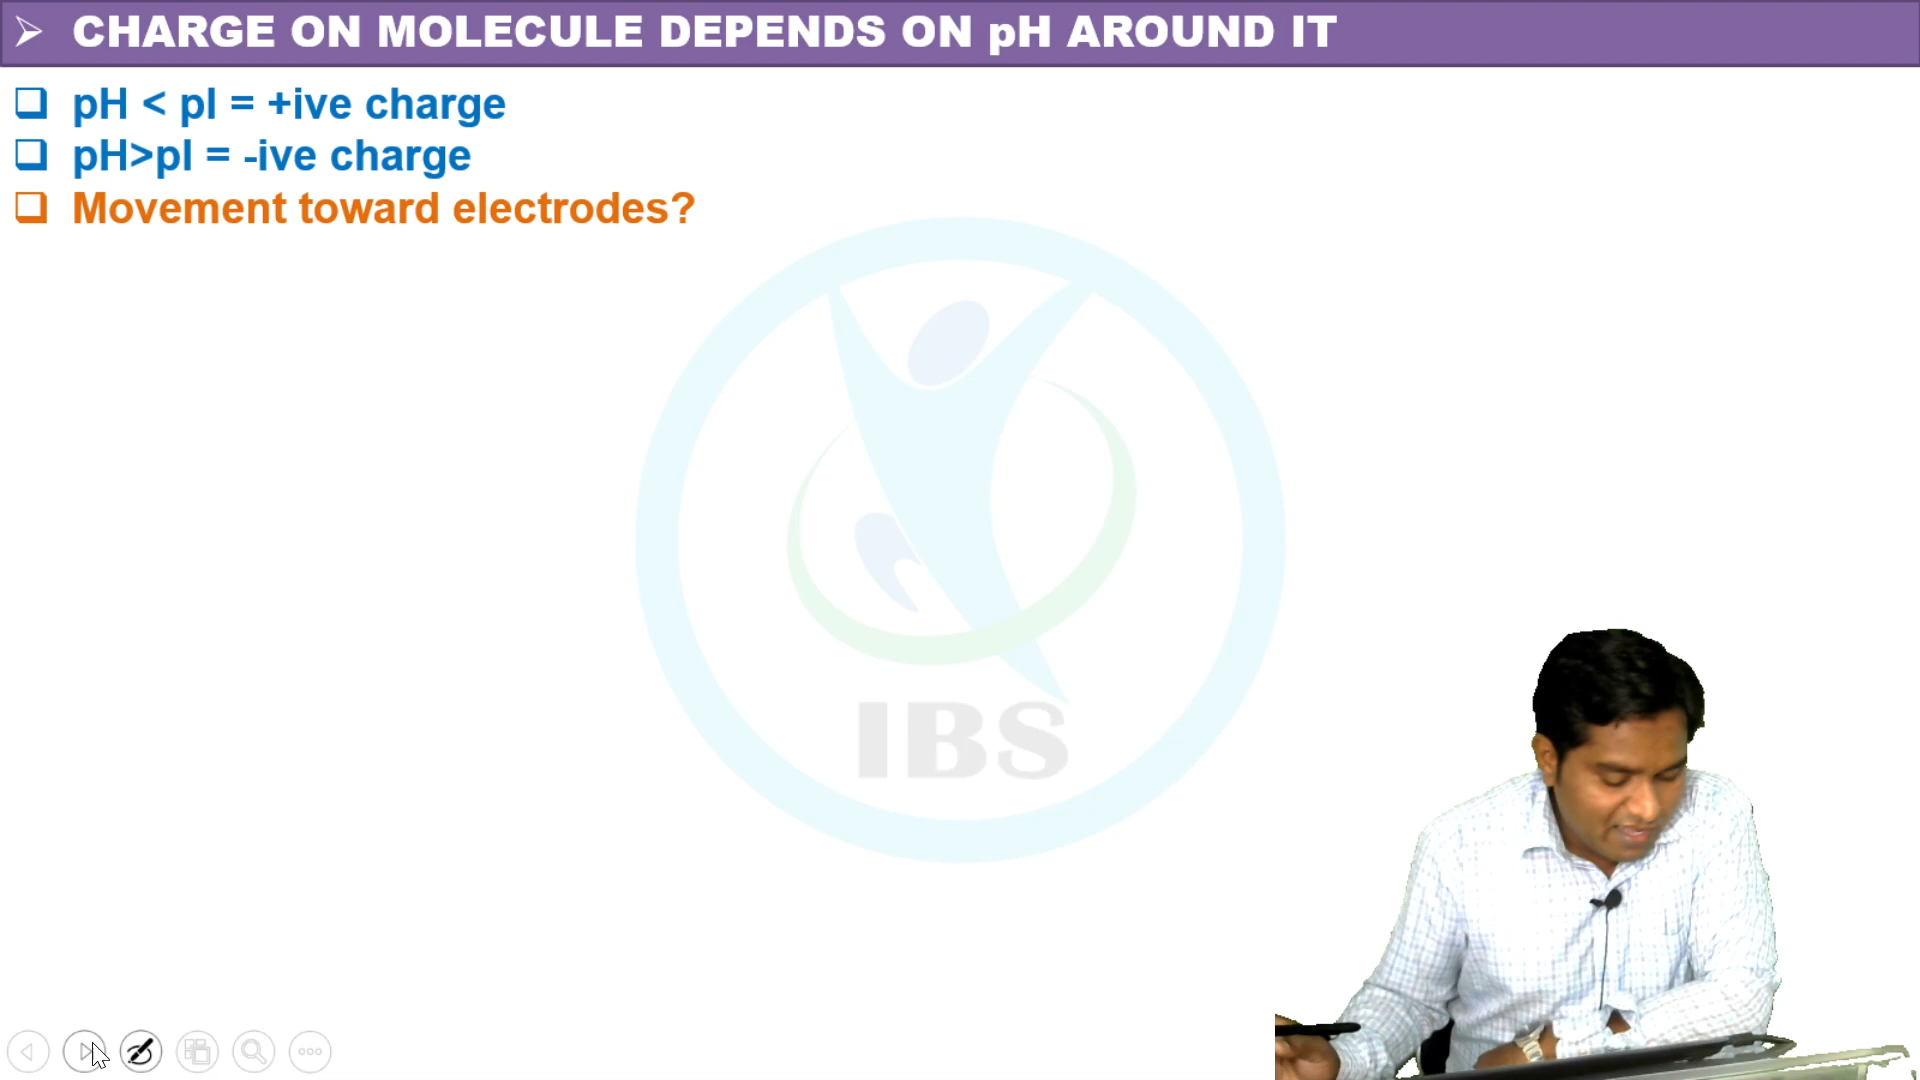 CHARGE ON MOLECULE DEPENDS ON pH AROUND IT
pH < pI = +ive charge
pH>pI = -ive charge
Movement toward electrodes?
IBS